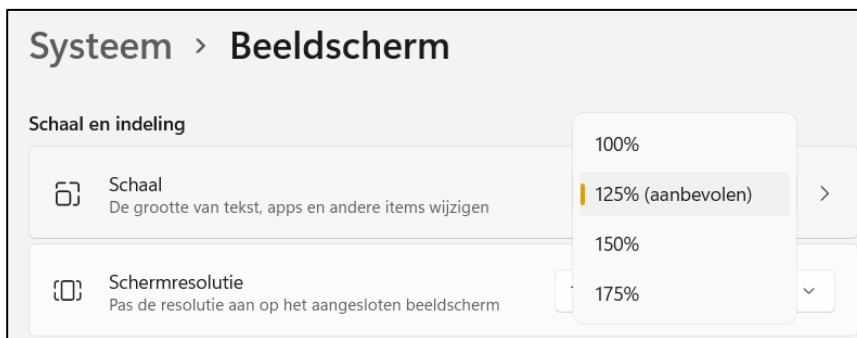 Systeem > Beeldscherm
Schaal en indeling
Schaal
De grootte van tekst, apps en andere items wijzigen
100%
125% (aanbevolen)
150%
175%
Schermresolutie
Pas de resolutie aan op het aangesloten beeldscherm